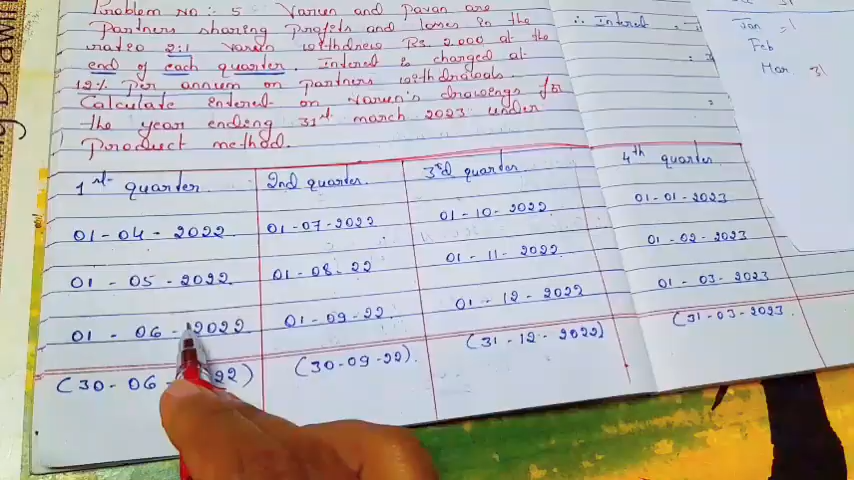 Problem No :- 5 Varun and Pavan are
Partners sharing Profits and losses in the
ratio 2:1 Varun withdrew Rs. 2.000 at the
end of each quarter. Interest is charged at
12% Per annum on partners withdrawals.
Calculate interest on Varun's drawings for
the year ending 31st march 2023 under
Product method.
1st quarter 2nd quarter. 3rd quarter 4th quarter
01-04-2022 01-07-2022 01-10-2022 01-01-2023
01-05-2022 01-08-22 01-11-2022 01-02-2023
01-06-2022 01-09-22 01-12-2022 01-03-2023
(30-06- 22) (30-09-22). (31-12-2022) (31-03-2023
∴ Interest =
Jan
Feb
Mar 31